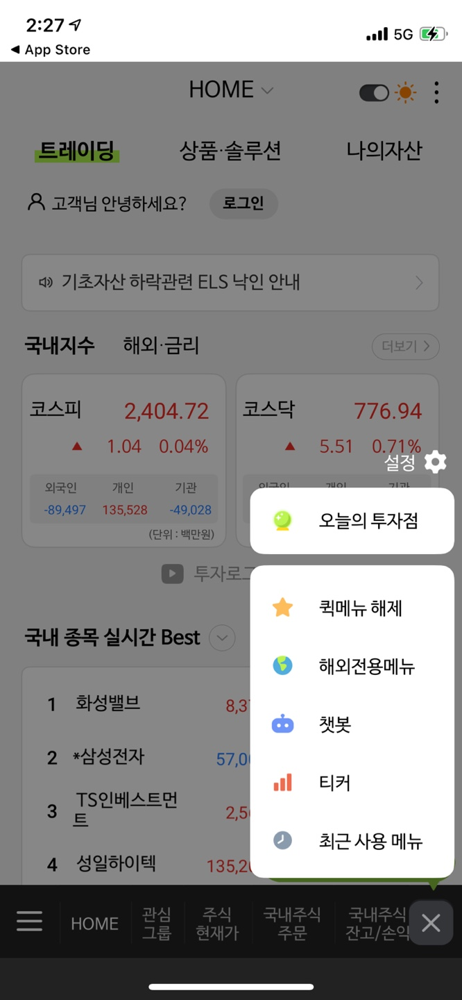 2:27
5G
◀ App Store
HOME
트레이딩
상품·솔루션
나의자산
고객님 안녕하세요?
로그인
기초자산 하락관련 ELS 낙인 안내
국내지수
해외·금리
더보기
코스피 2,404.72
▲ 1.04 0.04%
외국인 개인 기관
-89,497 135,528 -49,028
(단위 : 백만원)
코스닥 776.94
▲ 5.51 0.71%
설정
오늘의 투자점
퀵메뉴 해제
해외전용메뉴
챗봇
티커
최근 사용 메뉴
국내 종목 실시간 Best
1 화성밸브
2 *삼성전자
3 TS인베스트먼
트
4 성일하이텍
HOME
관심
그룹
주식
현재가
국내주식
주문
국내주식
잔고/손익